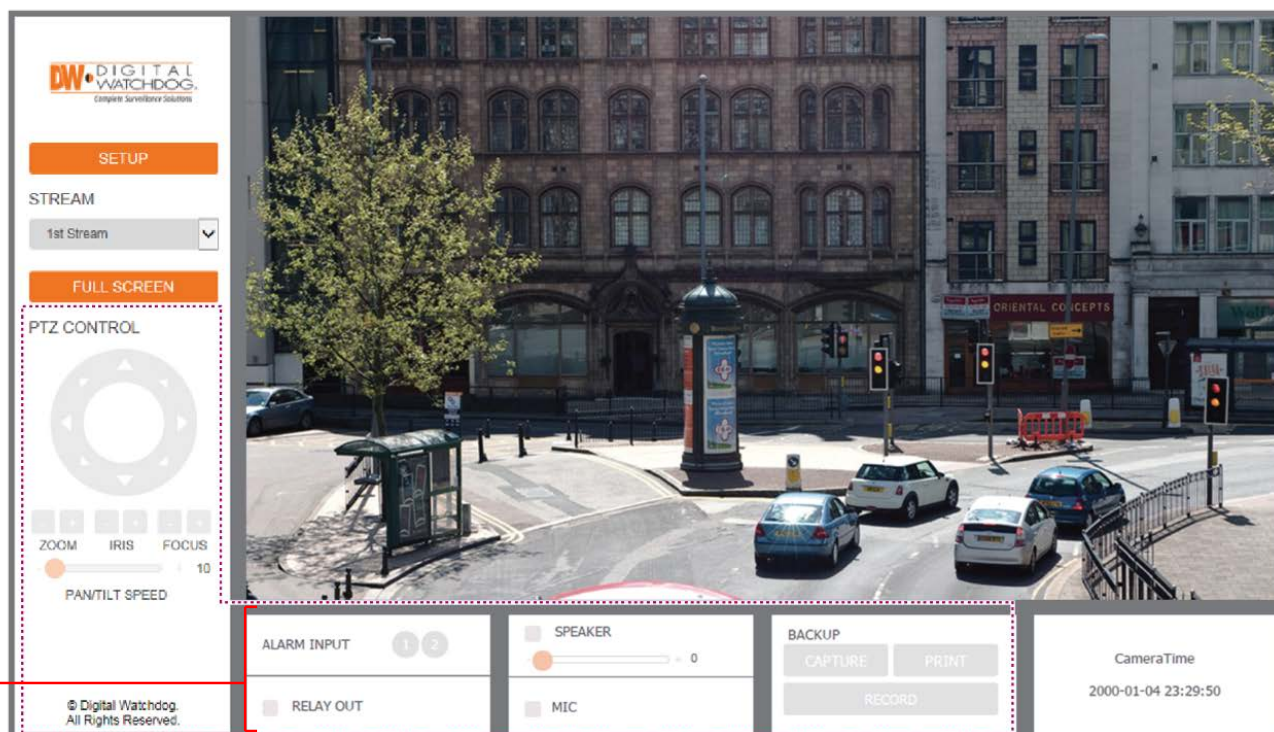 DW DIGITAL
WATCHDOG.
Complete Surveillance Solutions
SETUP
STREAM
1st Stream
FULL SCREEN
PTZ CONTROL
- + - + - +
ZOOM IRIS FOCUS
- + 10
PAN/TILT SPEED
© Digital Watchdog.
All Rights Reserved.
ORIENTAL CONCEPTS
ALARM INPUT 1 2
RELAY OUT
SPEAKER
- + 0
MIC
BACKUP
CAPTURE PRINT
RECORD
CameraTime
2000-01-04 23:29:50